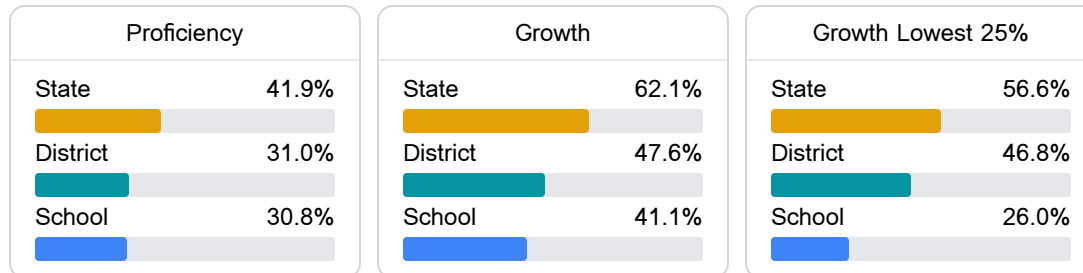 Proficiency
State 41.9%
District 31.0%
School 30.8%
Growth
State 62.1%
District 47.6%
School 41.1%
Growth Lowest 25%
State 56.6%
District 46.8%
School 26.0%